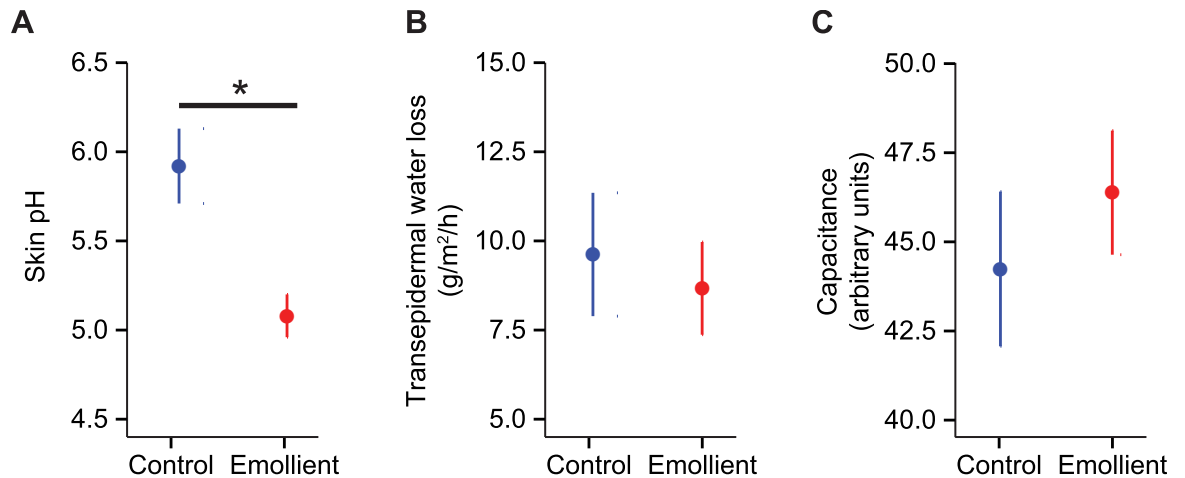 A
Skin pH
6.5
6.0
5.5
5.0
4.5
*
Control
Emollient
B
Transepidermal water loss
(g/m²/h)
15.0
12.5
10.0
7.5
5.0
Control
Emollient
C
Capacitance
(arbitrary units)
50.0
47.5
45.0
42.5
40.0
Control
Emollient